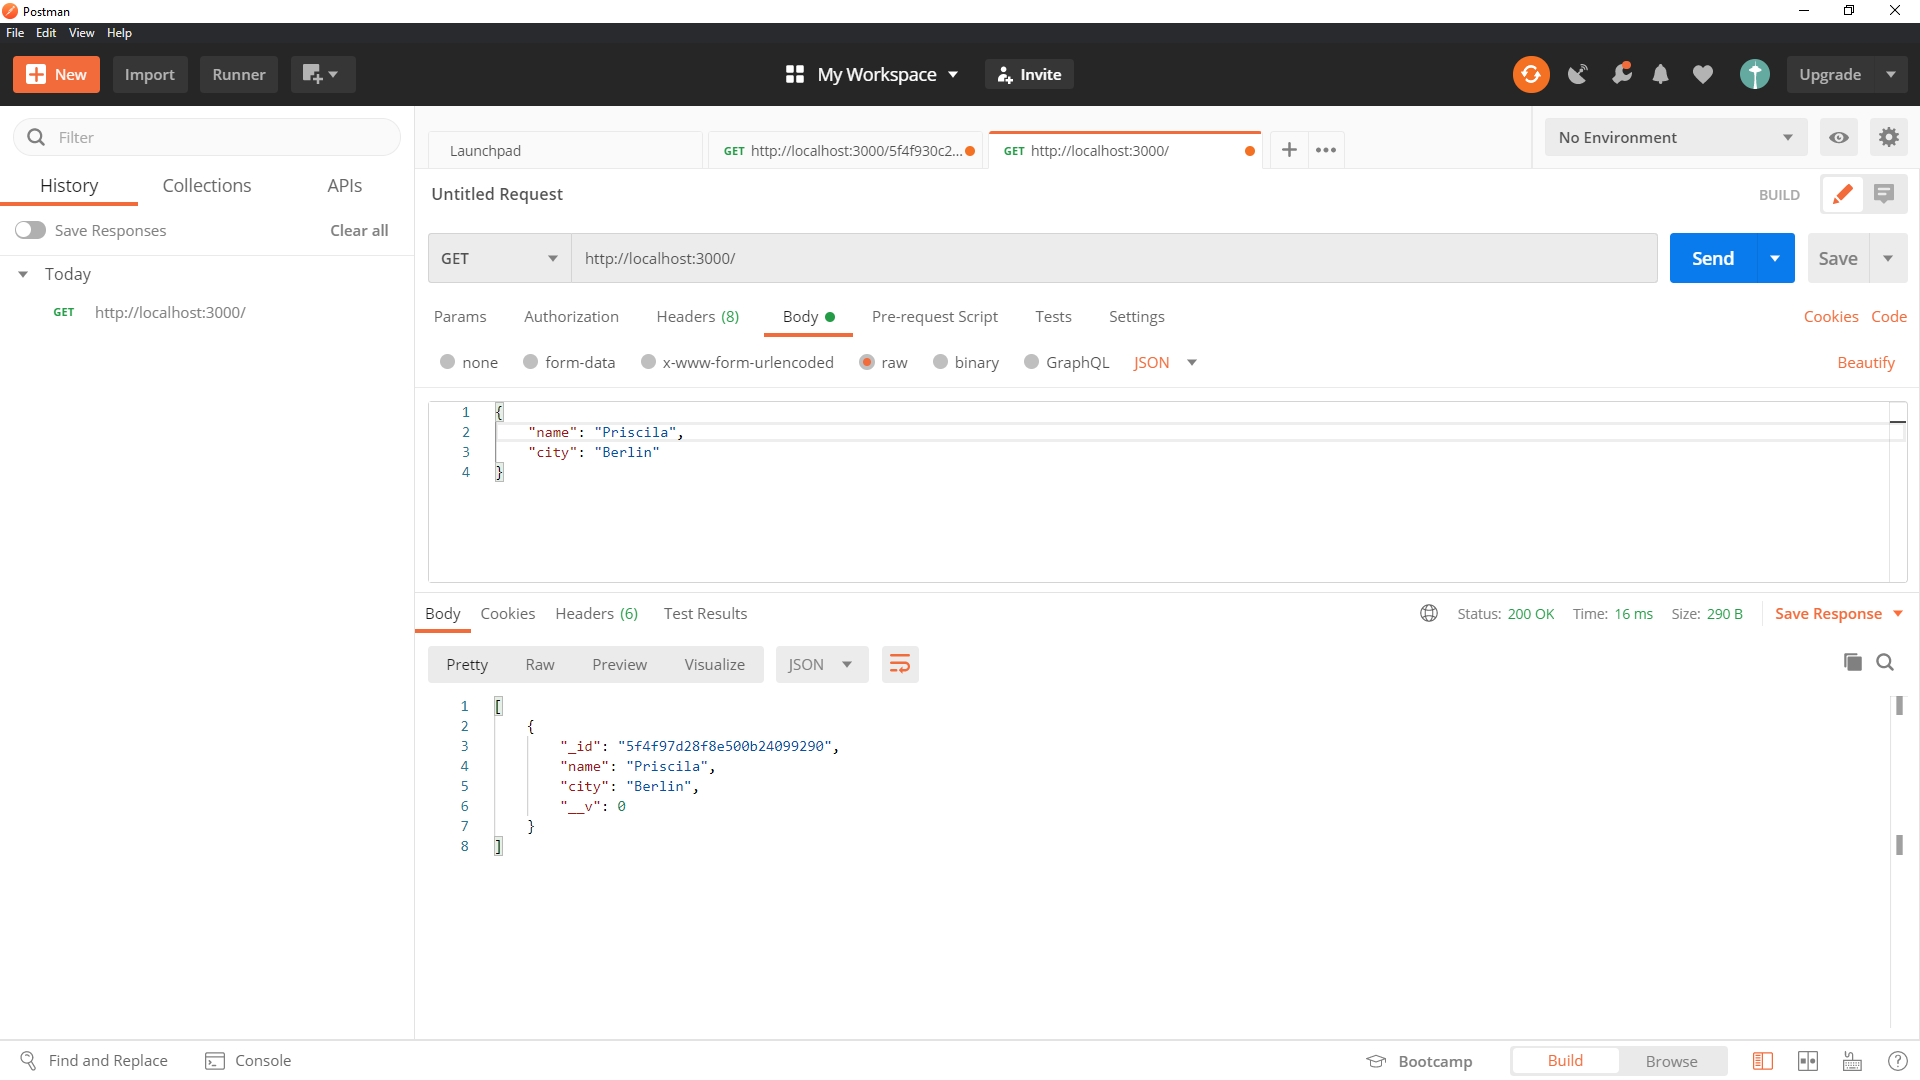 Postman
File Edit View Help
New Import Runner My Workspace Invite Upgrade
Filter
History Collections APIs
Save Responses Clear all
Today
GET http://localhost:3000/
Launchpad GET http://localhost:3000/5f4f930c2... GET http://localhost:3000/ No Environment
Untitled Request BUILD
GET http://localhost:3000/ Send Save
Params Authorization Headers (8) Body Pre-request Script Tests Settings Cookies Code
none form-data x-www-form-urlencoded raw binary GraphQL JSON Beautify
1 {
2 "name": "Priscila",
3 "city": "Berlin"
4 }
Body Cookies Headers (6) Test Results Status: 200 OK Time: 16 ms Size: 290 B Save Response
Pretty Raw Preview Visualize JSON
1 [
2 {
3 "_id": "5f4f97d28f8e500b24099290",
4 "name": "Priscila",
5 "city": "Berlin",
6 "__v": 0
7 }
8 ]
Find and Replace Console Bootcamp Build Browse